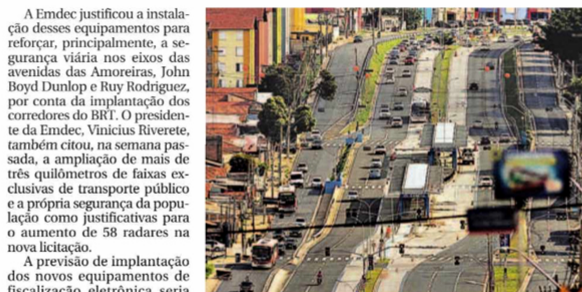 A Emdec justificou a instala-
ção desses equipamentos para
reforçar, principalmente, a se-
gurança viária nos eixos das
avenidas das Amoreiras, John
Boyd Dunlop e Ruy Rodriguez,
por conta da implantação dos
corredores do BRT. O presiden-
te da Emdec, Vinicius Riverete,
também citou, na semana pas-
sada, a ampliação de mais de
três quilômetros de faixas ex-
clusivas de transporte público
e a própria segurança da popu-
lação como justificativas para
o aumento de 58 radares na
nova licitação.
A previsão de implantação
dos novos equipamentos de
fiscalização eletrônica seria